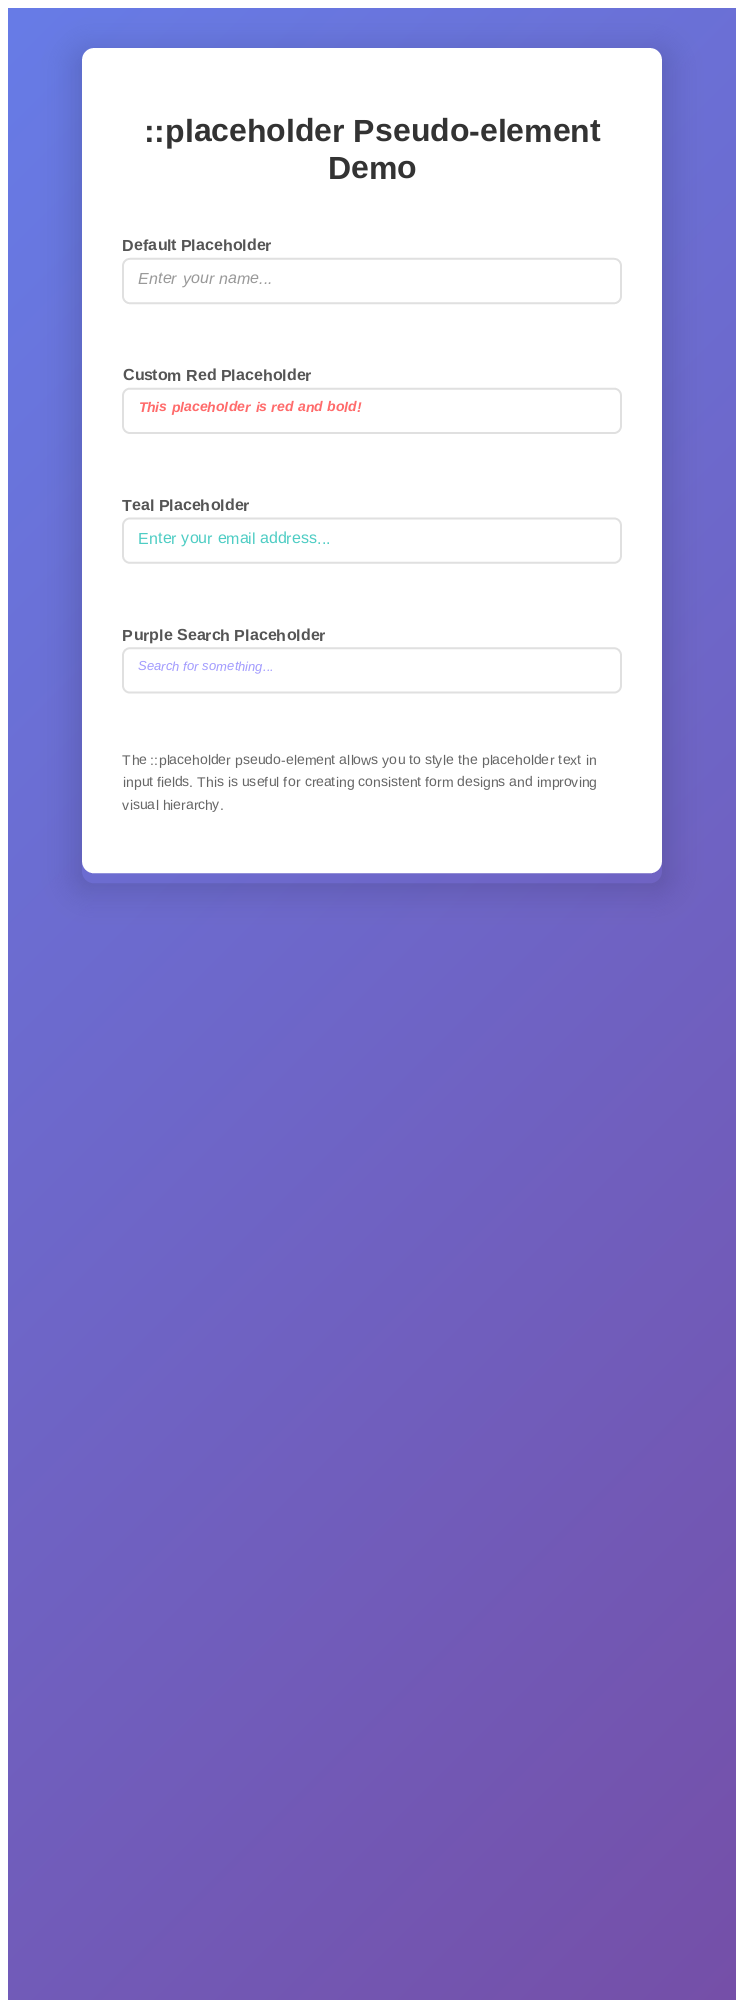 ::placeholder Pseudo-element
Demo
Default Placeholder
Enter your name...
Custom Red Placeholder
This placeholder is red and bold!
Teal Placeholder
Enter your email address...
Purple Search Placeholder
Search for something...
The ::placeholder pseudo-element allows you to style the placeholder text in
input fields. This is useful for creating consistent form designs and improving
visual hierarchy.